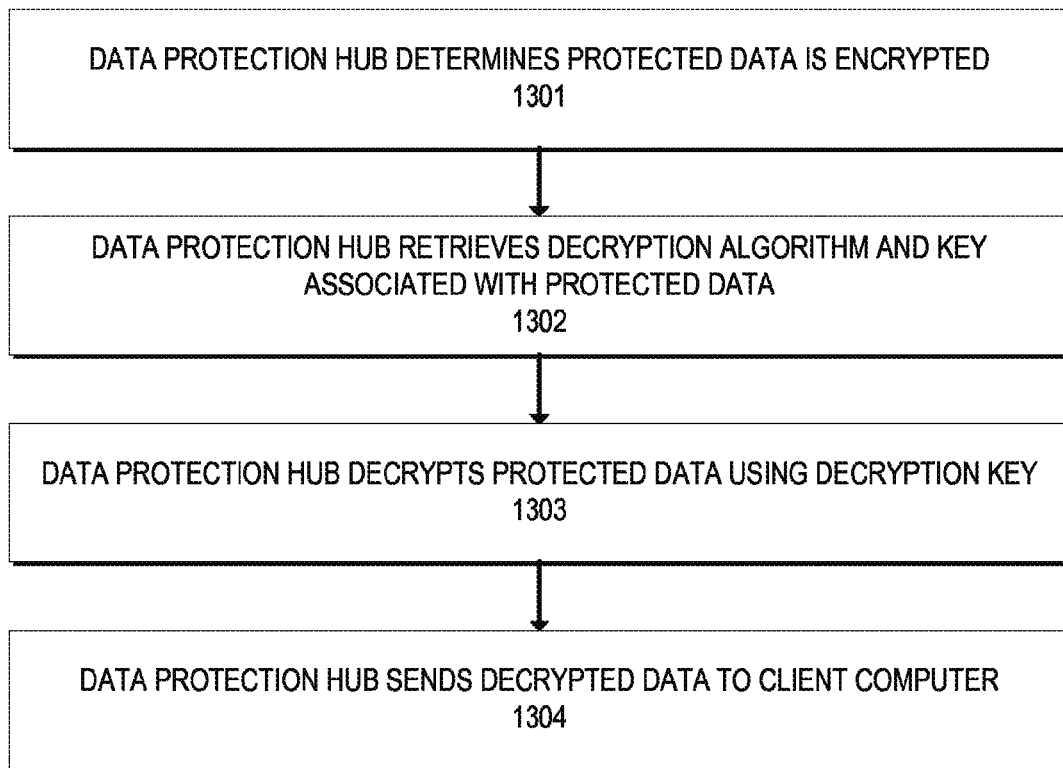 DATA PROTECTION HUB DETERMINES PROTECTED DATA IS ENCRYPTED
1301
DATA PROTECTION HUB RETRIEVES DECRYPTION ALGORITHM AND KEY
ASSOCIATED WITH PROTECTED DATA
1302
DATA PROTECTION HUB DECRYPTS PROTECTED DATA USING DECRYPTION KEY
1303
DATA PROTECTION HUB SENDS DECRYPTED DATA TO CLIENT COMPUTER
1304